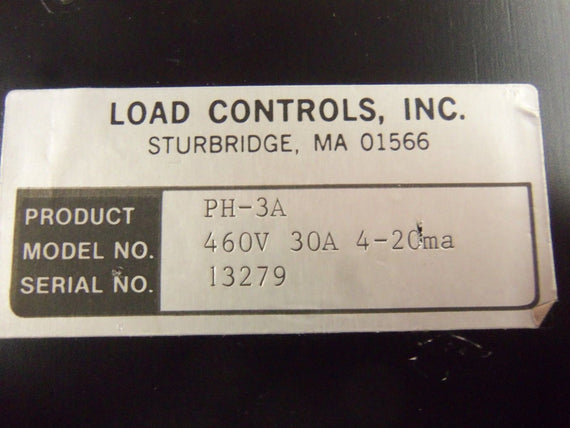 LOAD CONTROLS, INC.
STURBRIDGE, MA 01566
PRODUCT PH-3A
MODEL NO. 460V 30A 4-20ma
SERIAL NO. 13279